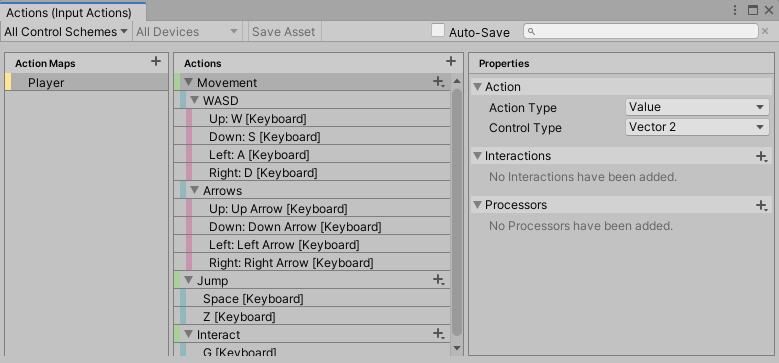 Actions (Input Actions)
All Control Schemes All Devices Save Asset Auto-Save
Action Maps
Player
Actions
Movement
WASD
Up: W [Keyboard]
Down: S [Keyboard]
Left: A [Keyboard]
Right: D [Keyboard]
Arrows
Up: Up Arrow [Keyboard]
Down: Down Arrow [Keyboard]
Left: Left Arrow [Keyboard]
Right: Right Arrow [Keyboard]
Jump
Space [Keyboard]
Z [Keyboard]
Interact
G [Keyboard]
Properties
Action
Action Type Value
Control Type Vector 2
Interactions
No Interactions have been added.
Processors
No Processors have been added.